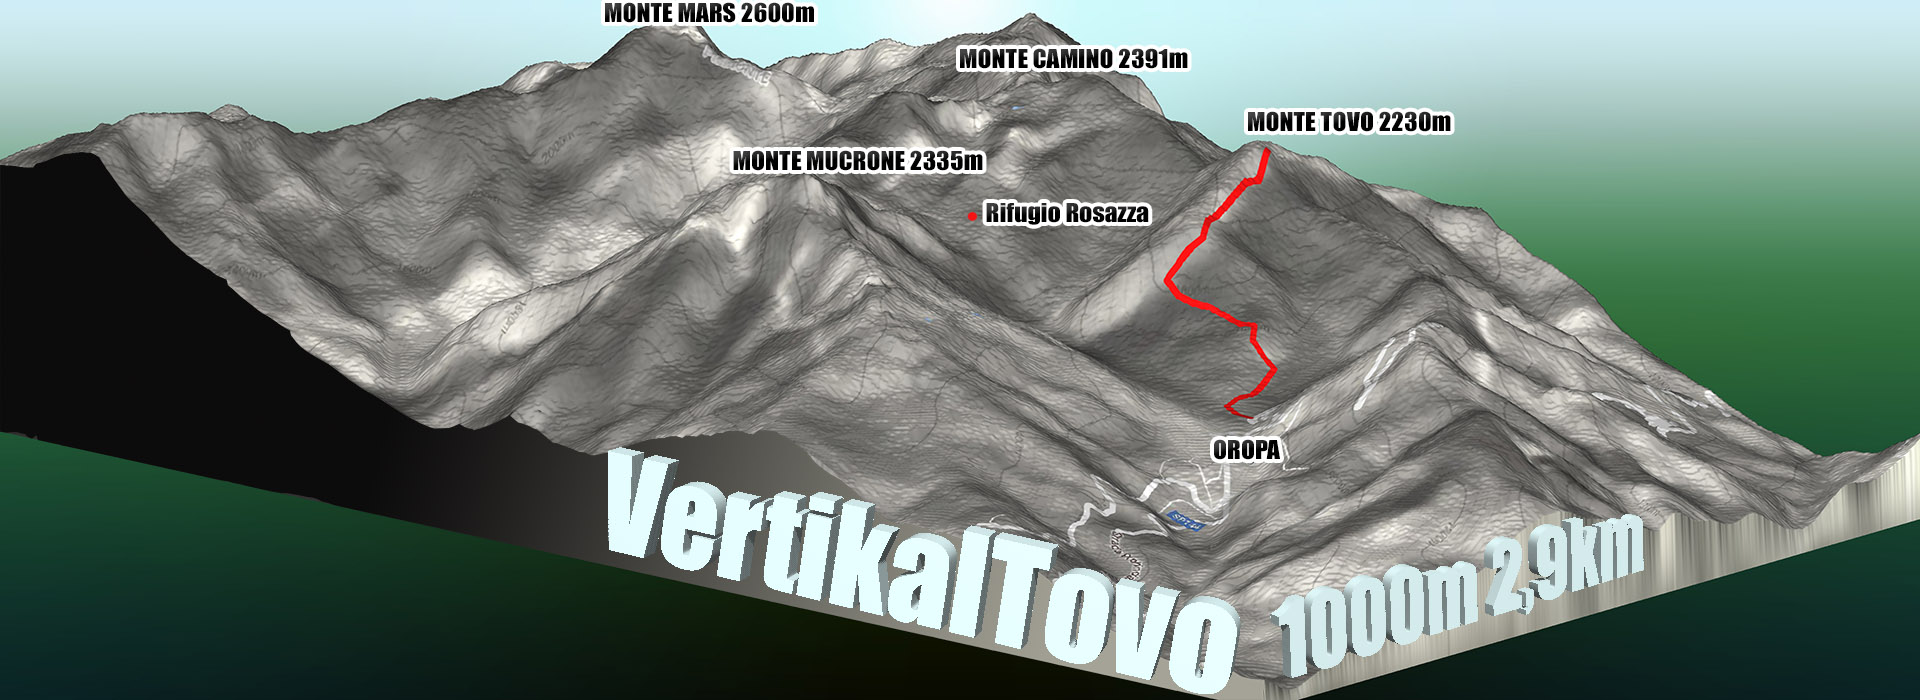 MONTE MARS 2600m
MONTE CAMINO 2391m
MONTE TOVO 2230m
MONTE MUCRONE 2335m
Rifugio Rosazza
OROPA
VertikalTovo
1000m 2,9km